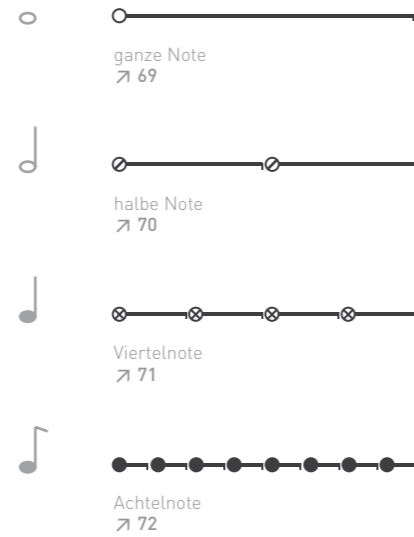 ganze Note
↗ 69
halbe Note
↗ 70
Viertelnote
↗ 71
Achtelnote
↗ 72